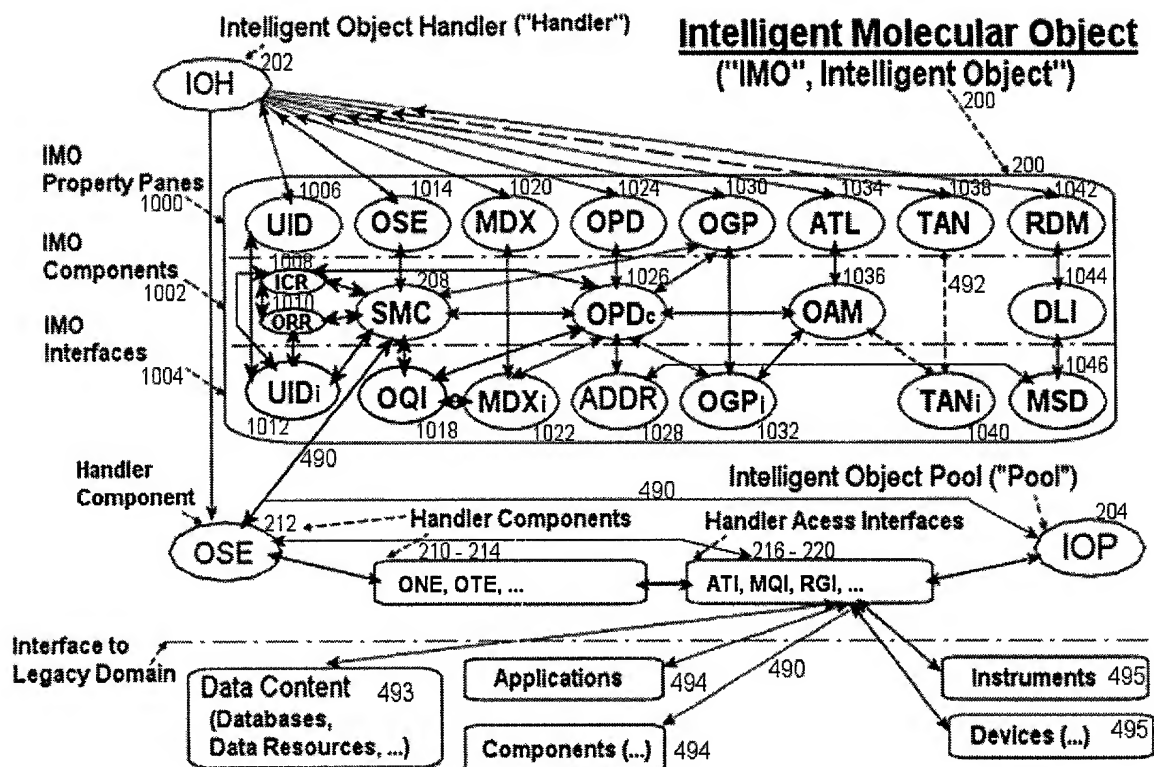 Intelligent Object Handler ("Handler")
Intelligent Molecular Object
("IMO", Intelligent Object")
202
IOH
200
200
IMO
Property Panes
1000
1006 1014 1020 1024 1030 1034 1038 1042
UID OSE MDX OPD OGP ATL TAN RDM
IMO
Components
1002
1008
ICR
1010
ORR
208
SMC
1026
OPDc
1036
OAM
492
1044
DLI
IMO
Interfaces
1004
1046
UIDi OQI MDXi ADDR OGPi TANi MSD
1012 1018 1022 1028 1032 1040
490
Handler
Component
490
Intelligent Object Pool ("Pool")
212
OSE
Handler Components
210 - 214
ONE, OTE, ...
Handler Acess Interfaces
216 - 220
ATI, MQI, RGI, ...
204
IOP
Interface to
Legacy Domain
Data Content 493
(Databases,
Data Resources, ...)
Applications
494
490
Components (...) 494
Instruments 495
Devices (...) 495